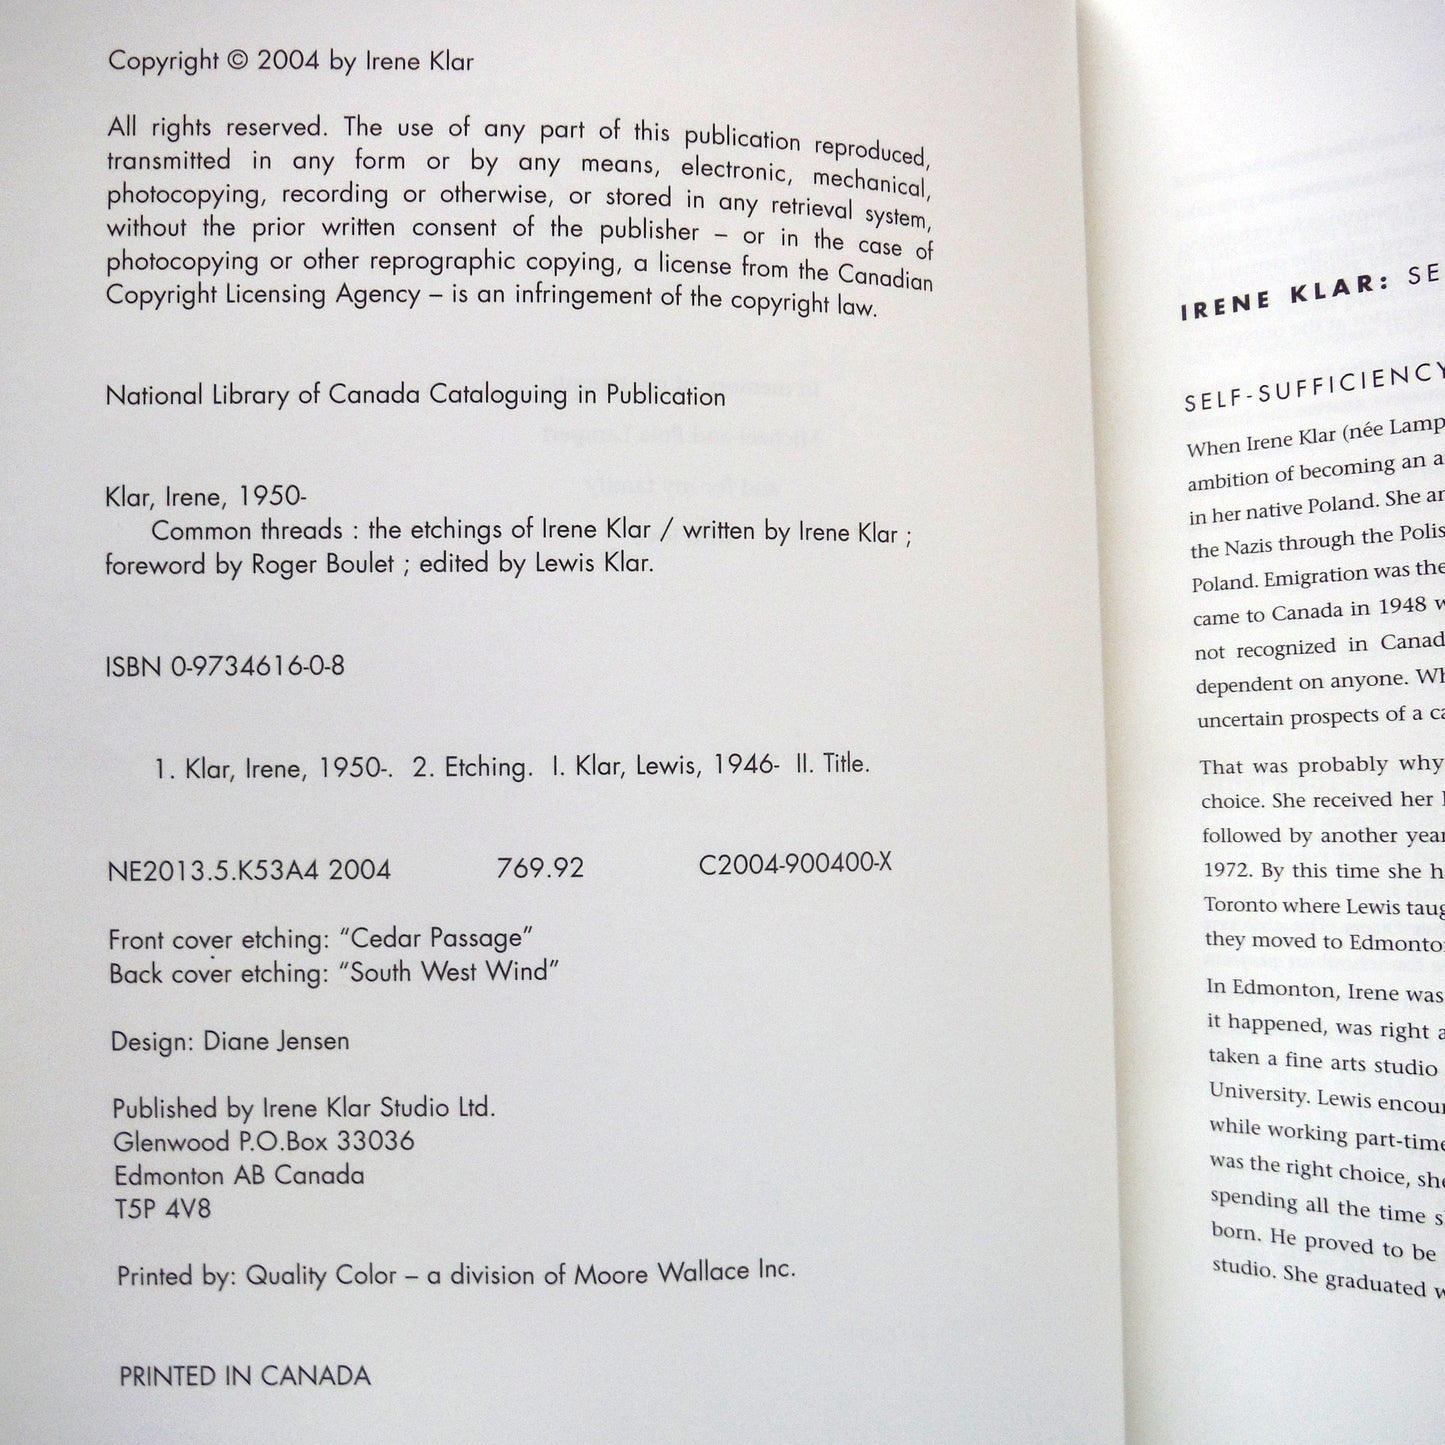 Copyright © 2004 by Irene Klar
All rights reserved. The use of any part of this publication reproduced,
transmitted in any form or by any means, electronic, mechanical,
photocopying, recording or otherwise, or stored in any retrieval system,
without the prior written consent of the publisher – or in the case of
photocopying or other reprographic copying, a license from the Canadian
Copyright Licensing Agency – is an infringement of the copyright law.
National Library of Canada Cataloguing in Publication
Klar, Irene, 1950-
Common threads : the etchings of Irene Klar / written by Irene Klar ;
foreword by Roger Boulet ; edited by Lewis Klar.
ISBN 0-9734616-0-8
1. Klar, Irene, 1950-. 2. Etching. I. Klar, Lewis, 1946- II. Title.
NE2013.5.K53A4 2004 769.92 C2004-900400-X
Front cover etching: “Cedar Passage”
Back cover etching: “South West Wind”
Design: Diane Jensen
Published by Irene Klar Studio Ltd.
Glenwood P.O.Box 33036
Edmonton AB Canada
T5P 4V8
Printed by: Quality Color – a division of Moore Wallace Inc.
PRINTED IN CANADA
IRENE KLAR: SE
SELF-SUFFICIENCY
When Irene Klar (née Lamp
ambition of becoming an a
in her native Poland. She an
the Nazis through the Polis
Poland. Emigration was the
came to Canada in 1948 w
not recognized in Canad
dependent on anyone. Wh
uncertain prospects of a ca
That was probably why
choice. She received her
followed by another year
1972. By this time she h
Toronto where Lewis taug
they moved to Edmonton
In Edmonton, Irene was
it happened, was right a
taken a fine arts studio
University. Lewis encour
while working part-time
was the right choice, she
spending all the time s
born. He proved to be
studio. She graduated w